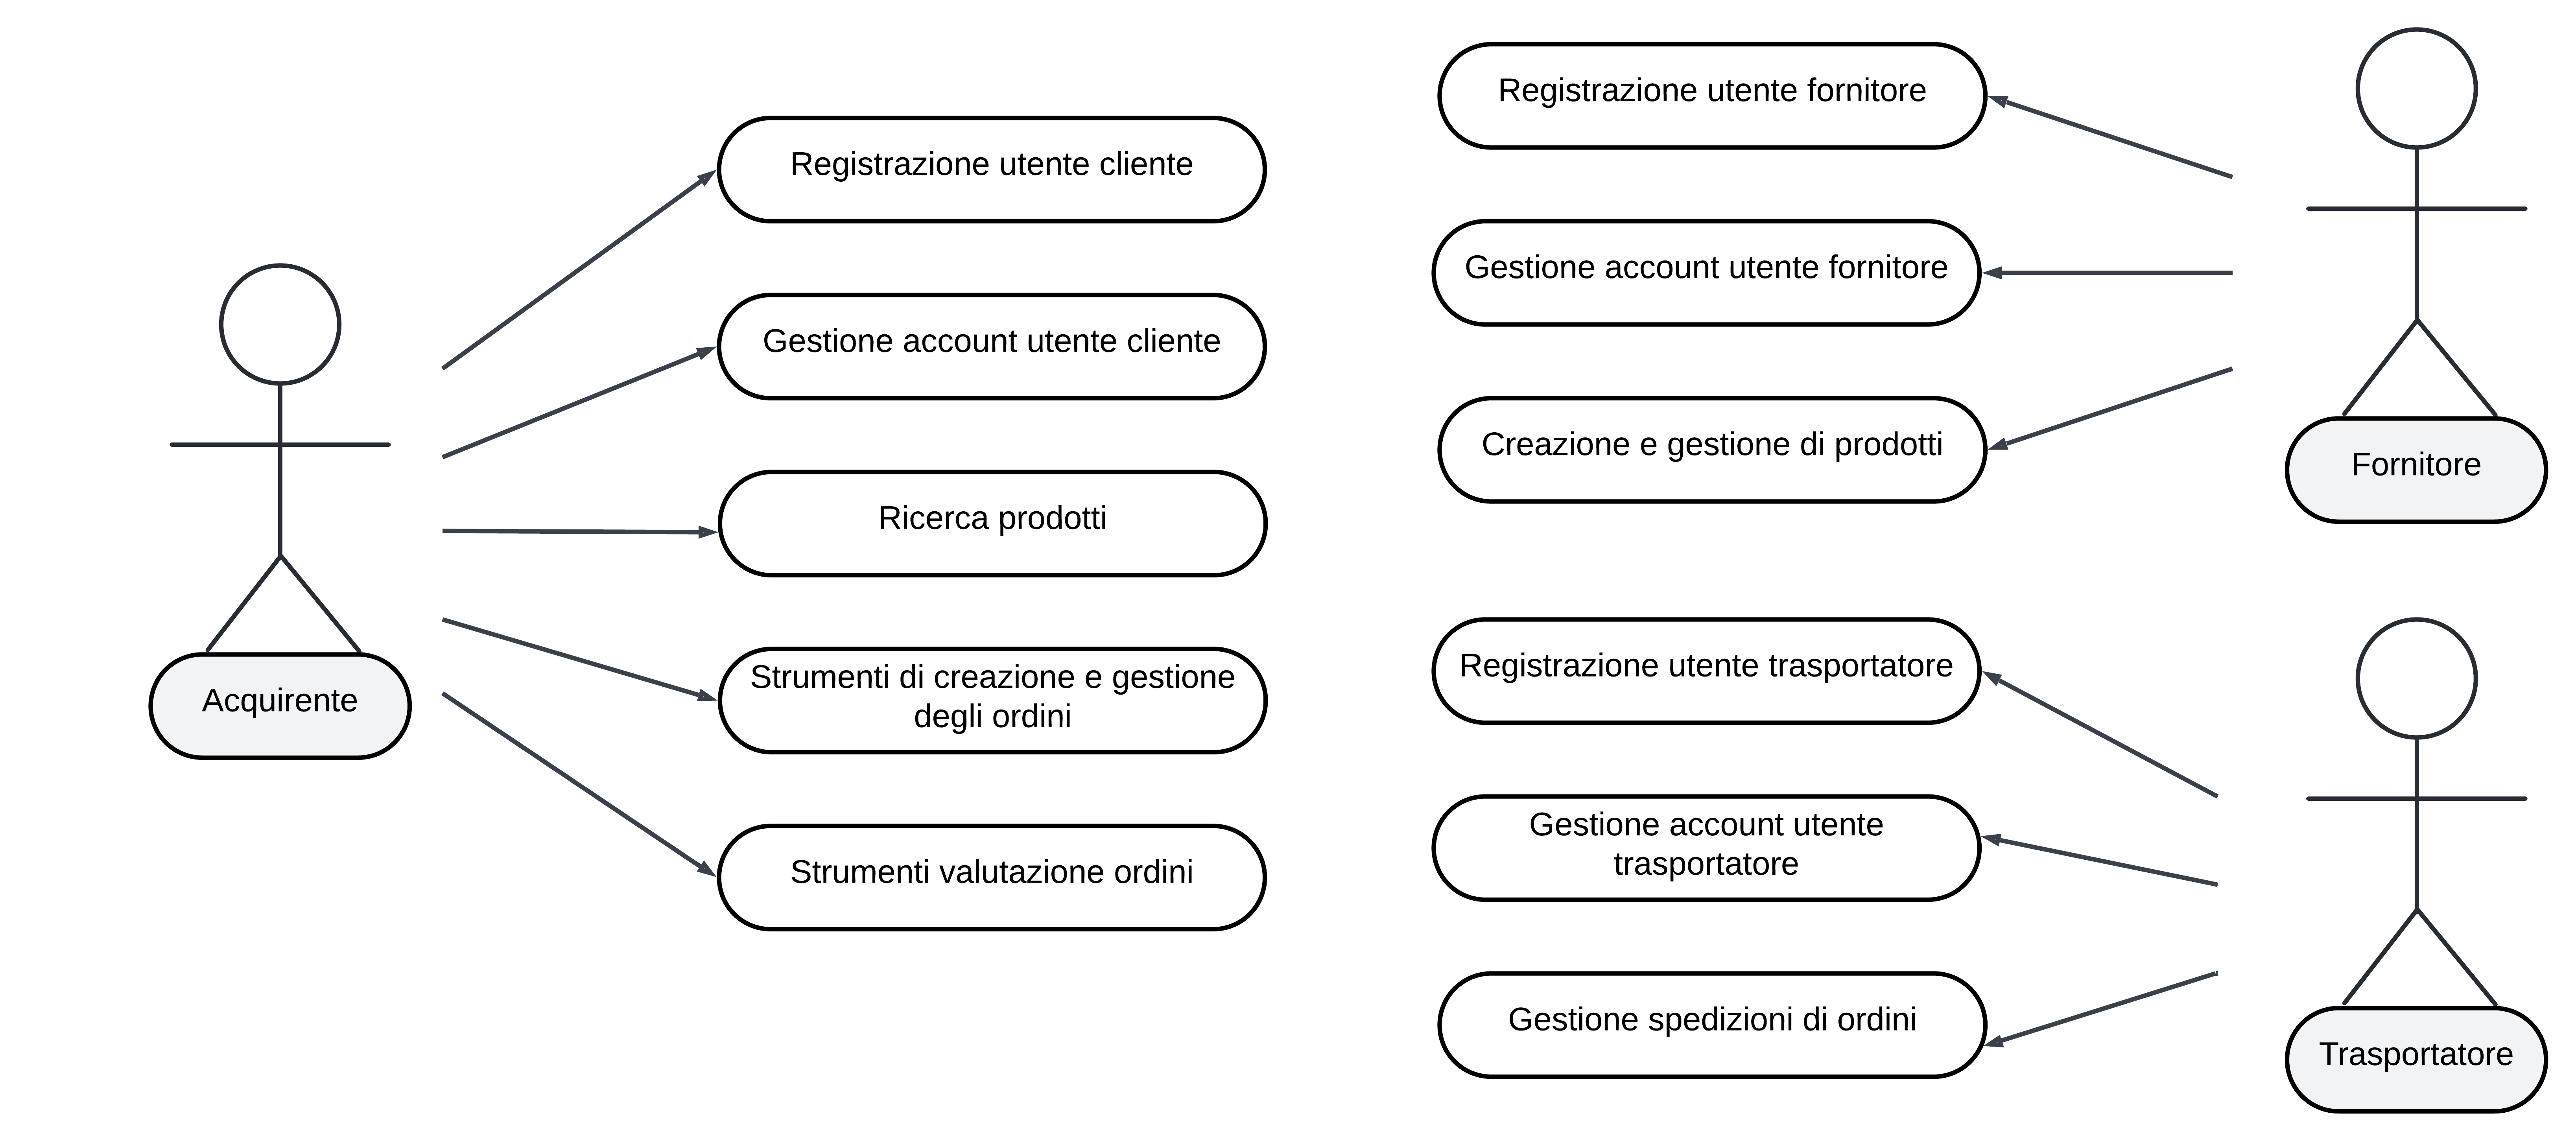 Registrazione utente cliente
Gestione account utente cliente
Ricerca prodotti
Strumenti di creazione e gestione
degli ordini
Strumenti valutazione ordini
Acquirente
Registrazione utente fornitore
Gestione account utente fornitore
Creazione e gestione di prodotti
Fornitore
Registrazione utente trasportatore
Gestione account utente
trasportatore
Gestione spedizioni di ordini
Trasportatore